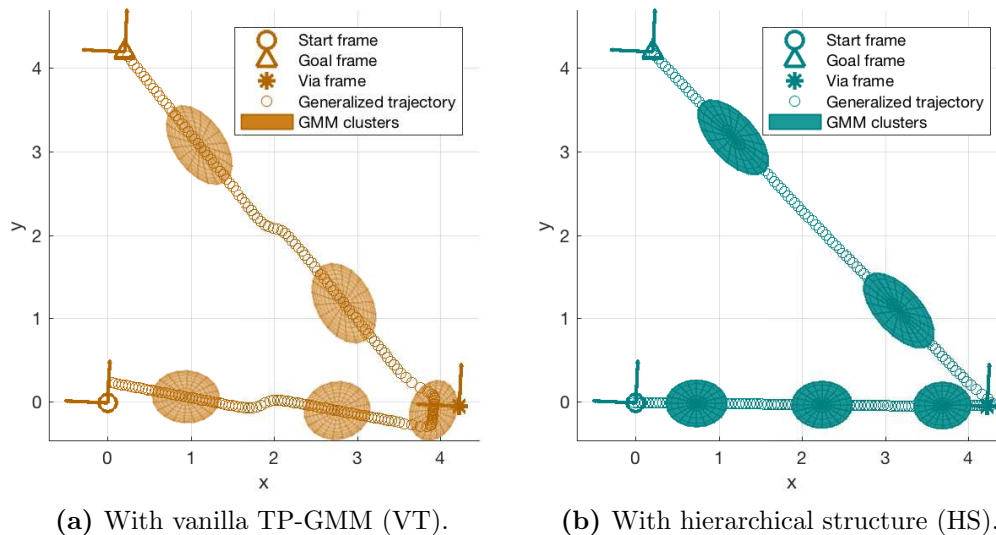 Start frame
Goal frame
Via frame
Generalized trajectory
GMM clusters
4
3
2
1
0
y
0 1 2 3 4
x
(a) With vanilla TP-GMM (VT).
Start frame
Goal frame
Via frame
Generalized trajectory
GMM clusters
4
3
2
1
0
y
0 1 2 3 4
x
(b) With hierarchical structure (HS).